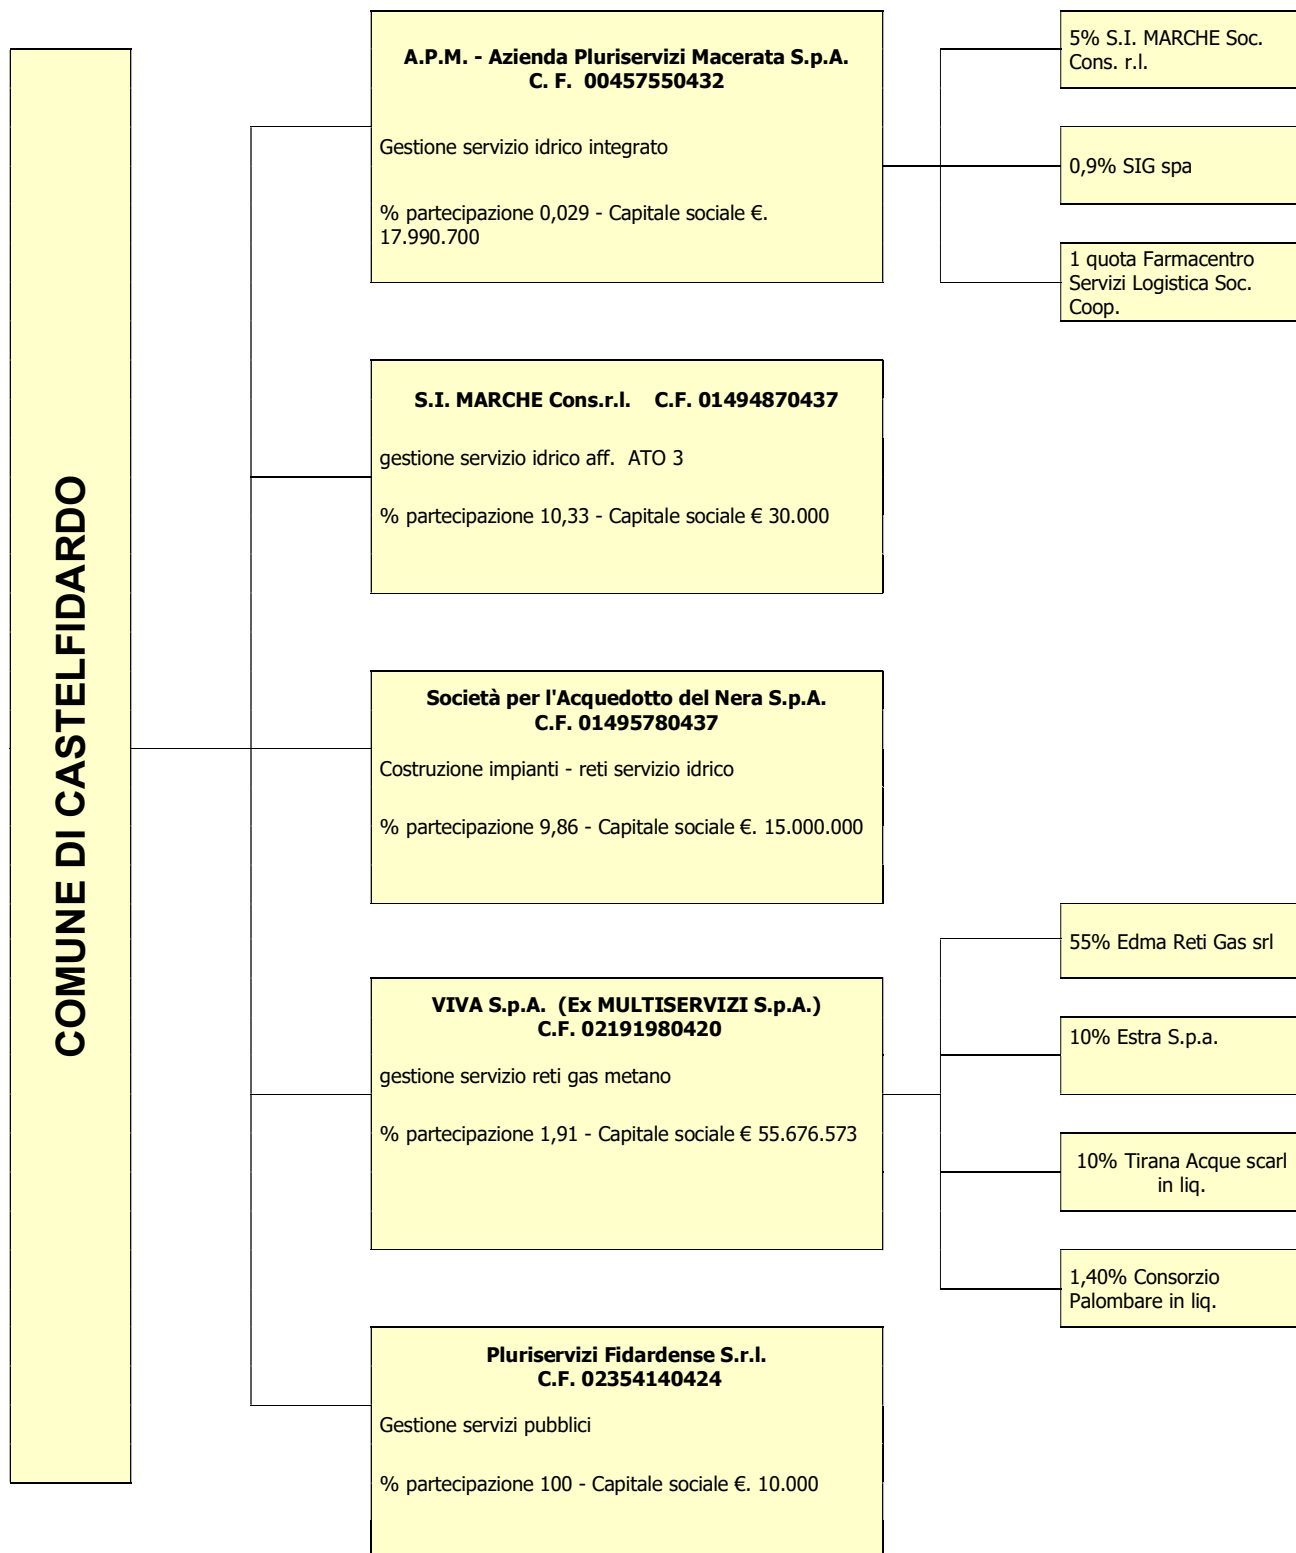 COMUNE DI CASTELFIDARDO
A.P.M. - Azienda Pluriservizi Macerata S.p.A.
C. F. 00457550432
Gestione servizio idrico integrato
% partecipazione 0,029 - Capitale sociale €.
17.990.700
5% S.I. MARCHE Soc.
Cons. r.l.
0,9% SIG spa
1 quota Farmacentro
Servizi Logistica Soc.
Coop.
S.I. MARCHE Cons.r.l. C.F. 01494870437
gestione servizio idrico aff. ATO 3
% partecipazione 10,33 - Capitale sociale € 30.000
Società per l'Acquedotto del Nera S.p.A.
C.F. 01495780437
Costruzione impianti - reti servizio idrico
% partecipazione 9,86 - Capitale sociale €. 15.000.000
VIVA S.p.A. (Ex MULTISERVIZI S.p.A.)
C.F. 02191980420
gestione servizio reti gas metano
% partecipazione 1,91 - Capitale sociale € 55.676.573
55% Edma Reti Gas srl
10% Estra S.p.a.
10% Tirana Acque scarl
in liq.
1,40% Consorzio
Palombare in liq.
Pluriservizi Fidardense S.r.l.
C.F. 02354140424
Gestione servizi pubblici
% partecipazione 100 - Capitale sociale €. 10.000